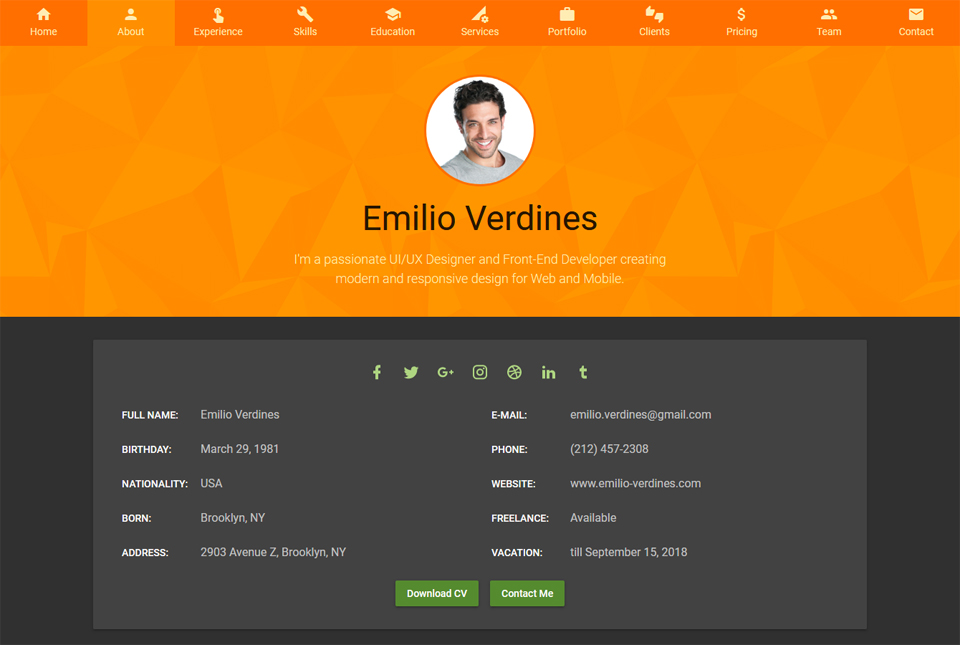 Home
About
Experience
Skills
Education
Services
Portfolio
Clients
Pricing
Team
Contact
Emilio Verdines
I'm a passionate UI/UX Designer and Front-End Developer creating
modern and responsive design for Web and Mobile.
FULL NAME: Emilio Verdines
E-MAIL: emilio.verdines@gmail.com
BIRTHDAY: March 29, 1981
PHONE: (212) 457-2308
NATIONALITY: USA
WEBSITE: www.emilio-verdines.com
BORN: Brooklyn, NY
FREELANCE: Available
ADDRESS: 2903 Avenue Z, Brooklyn, NY
VACATION: till September 15, 2018
Download CV
Contact Me